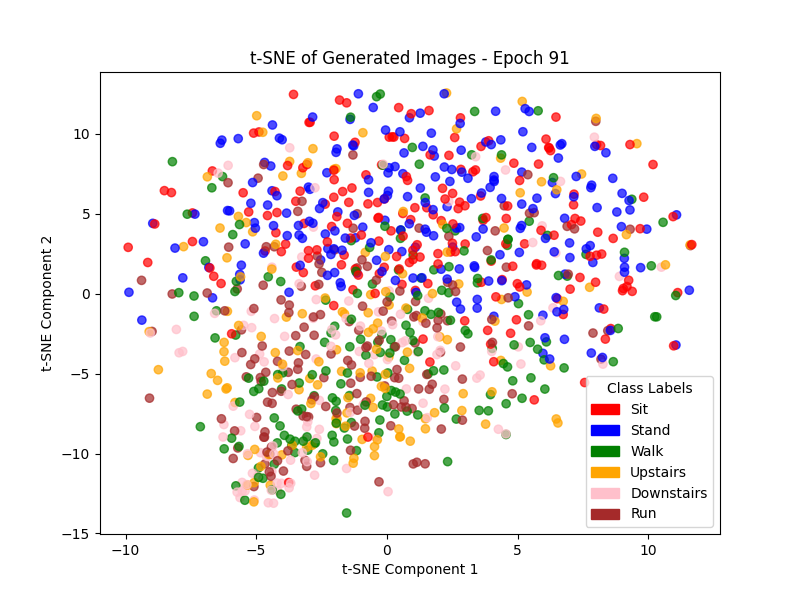 t-SNE of Generated Images - Epoch 91
10
5
0
−5
−10
−15
t-SNE Component 2
−10
−5
0
5
10
t-SNE Component 1
Class Labels
Sit
Stand
Walk
Upstairs
Downstairs
Run